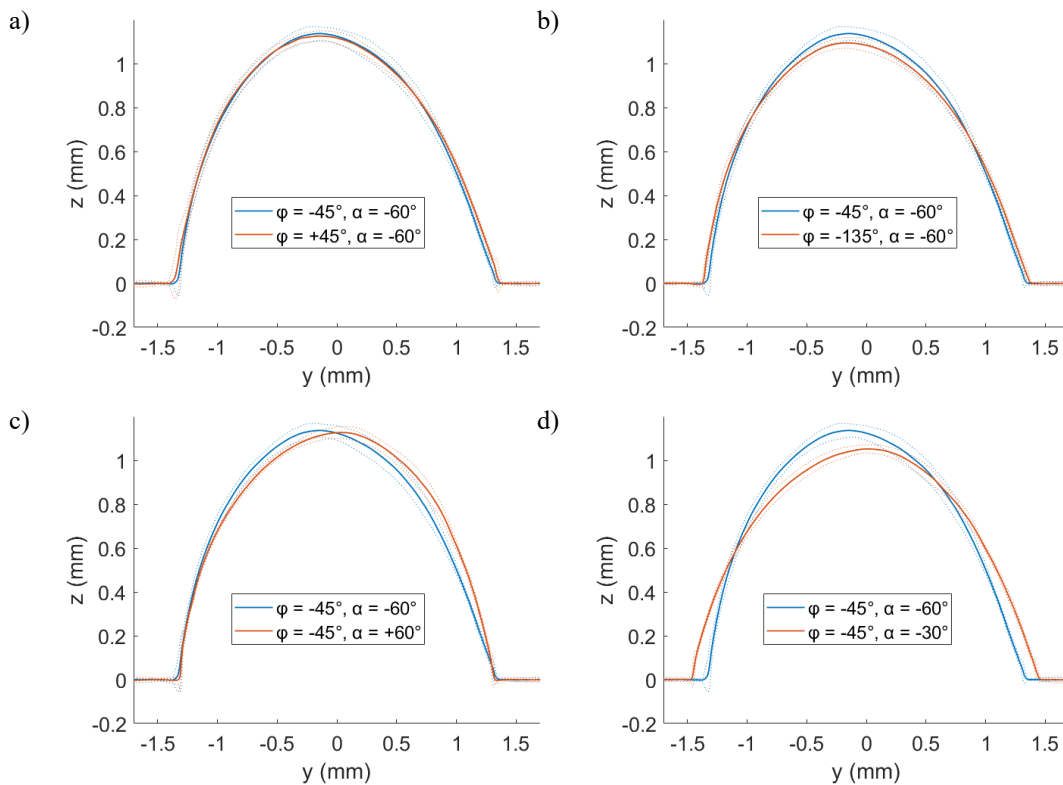 a)
1
0.8
0.6
0.4
0.2
0
-0.2
z (mm)
φ = -45°, α = -60°
φ = +45°, α = -60°
-1.5 -1 -0.5 0 0.5 1 1.5
y (mm)
b)
1
0.8
0.6
0.4
0.2
0
-0.2
z (mm)
φ = -45°, α = -60°
φ = -135°, α = -60°
-1.5 -1 -0.5 0 0.5 1 1.5
y (mm)
c)
1
0.8
0.6
0.4
0.2
0
-0.2
z (mm)
φ = -45°, α = -60°
φ = -45°, α = +60°
-1.5 -1 -0.5 0 0.5 1 1.5
y (mm)
d)
1
0.8
0.6
0.4
0.2
0
-0.2
z (mm)
φ = -45°, α = -60°
φ = -45°, α = -30°
-1.5 -1 -0.5 0 0.5 1 1.5
y (mm)